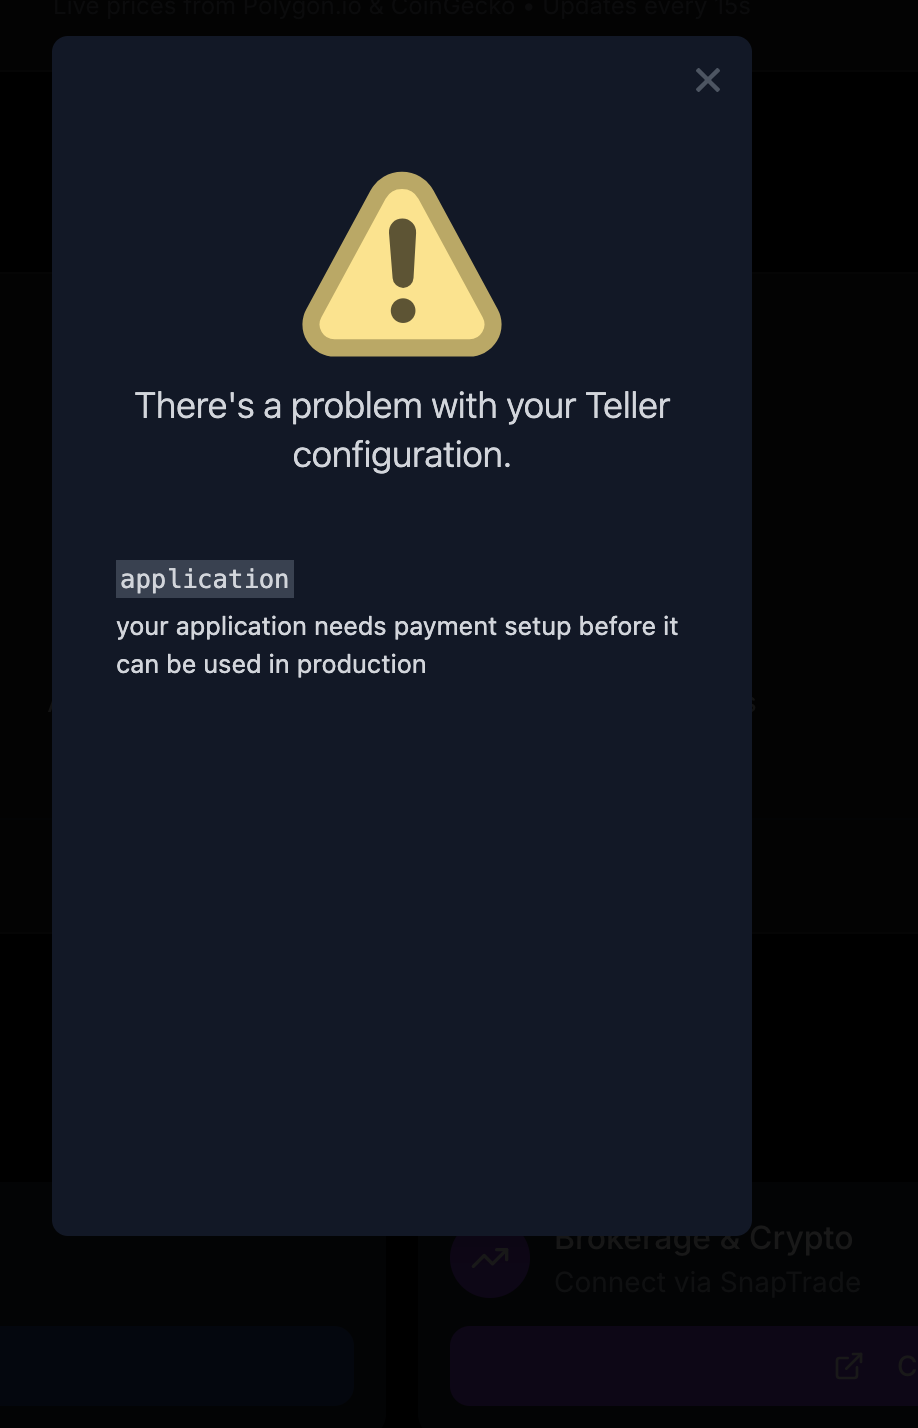 Live prices from Polygon.io & CoinGecko • Updates every 15s
There's a problem with your Teller
configuration.
application
your application needs payment setup before it
can be used in production
Brokerage & Crypto
Connect via SnapTrade